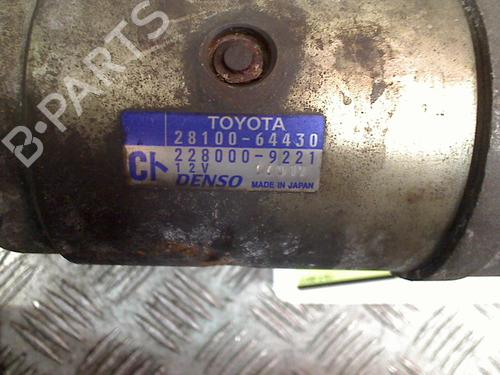 B-PARTS
TOYOTA
28100-64430
228000-9221
12V
DENSO MADE IN JAPAN